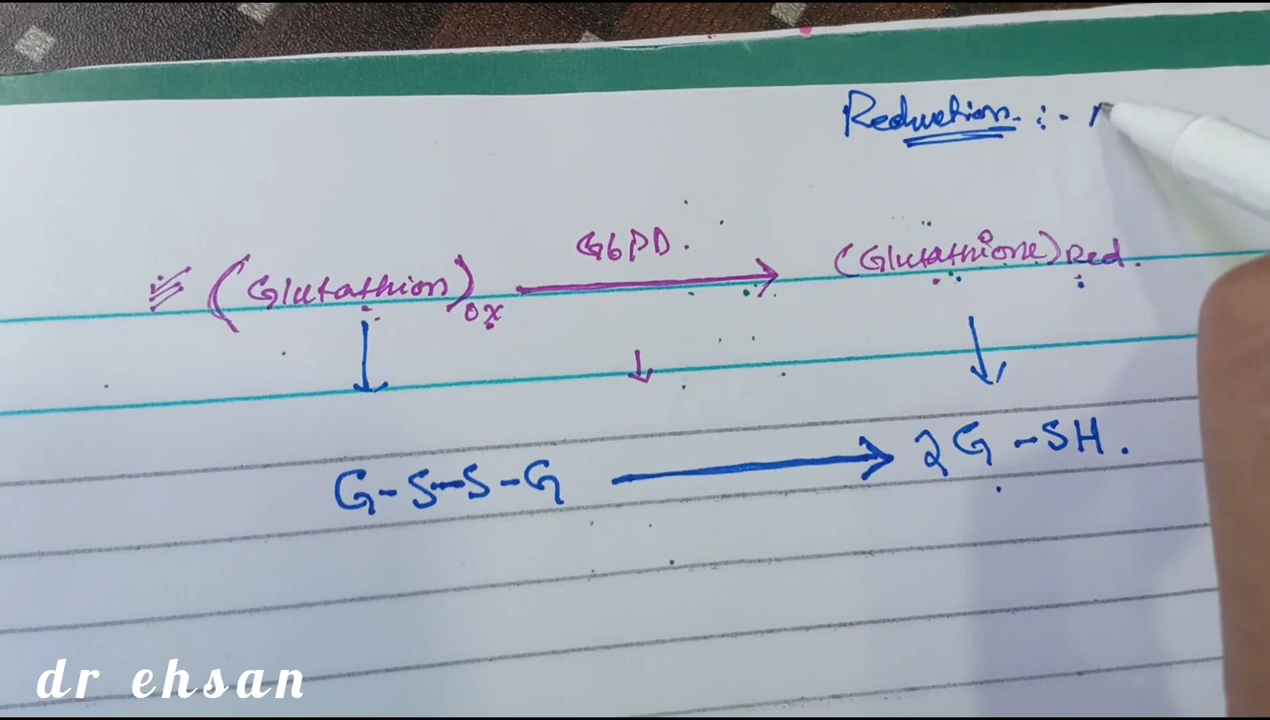 Reduction :-
(Glutathion)ox G6PD. (Glutathione)Red.
G-S-S-G 2G-SH.
dr ehsan